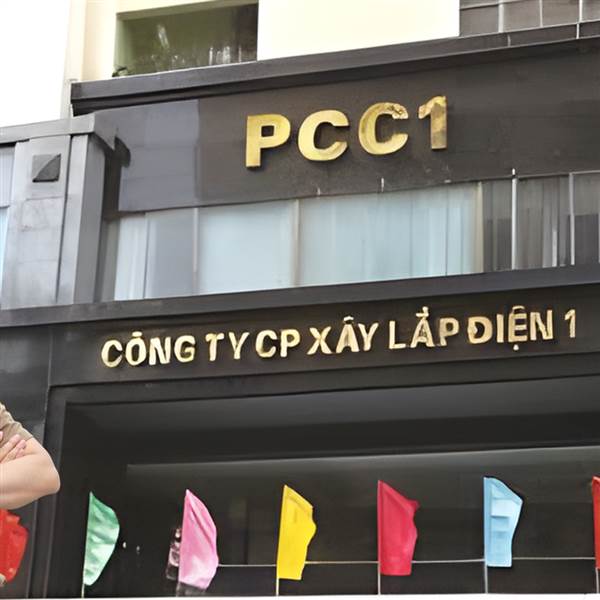 PCC1
CÔNG TY CP XÂY LẮP ĐIỆN 1